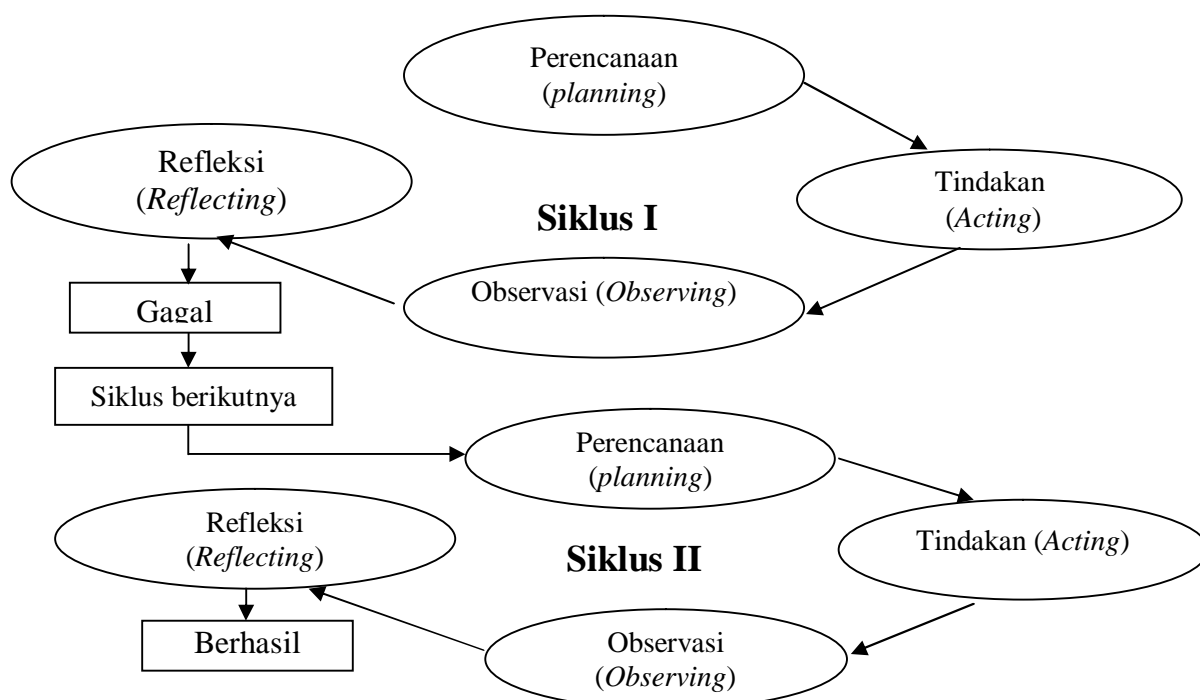 Perencanaan
(planning)
Refleksi
(Reflecting)
Tindakan
(Acting)
Siklus I
Observasi (Observing)
Gagal
Siklus berikutnya
Perencanaan
(planning)
Refleksi
(Reflecting)
Tindakan (Acting)
Siklus II
Berhasil
Observasi
(Observing)